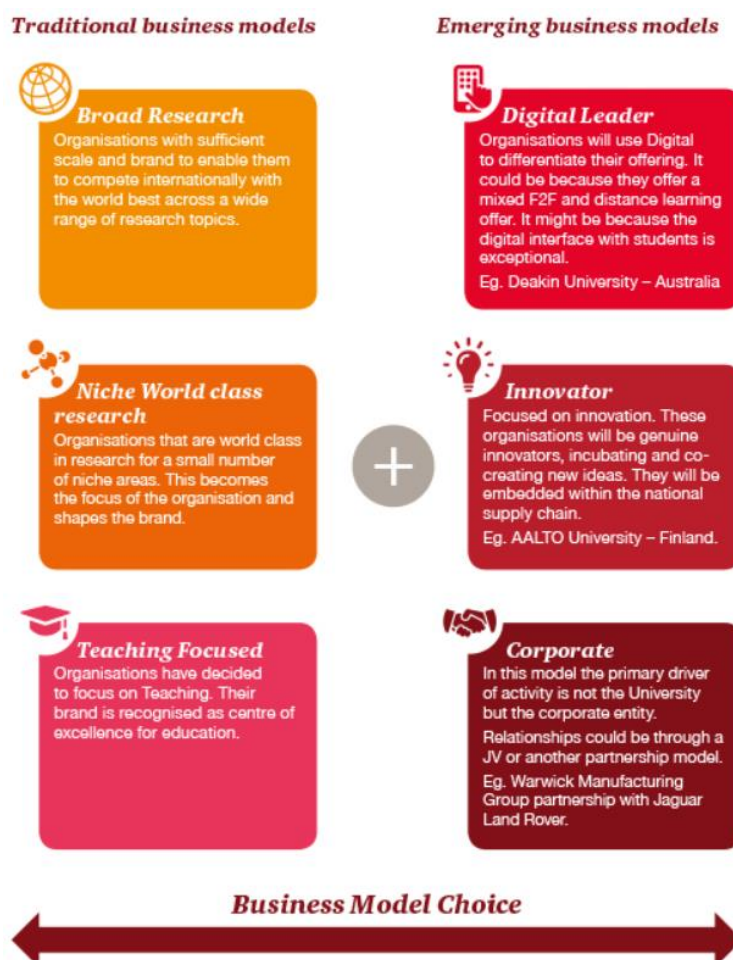 Traditional business models
Broad Research
Organisations with sufficient
scale and brand to enable them
to compete internationally with
the world best across a wide
range of research topics.
Niche World class
research
Organisations that are world class
in research for a small number
of niche areas. This becomes
the focus of the organisation and
shapes the brand.
Teaching Focused
Organisations have decided
to focus on Teaching. Their
brand is recognised as centre of
excellence for education.
+
Emerging business models
Digital Leader
Organisations will use Digital
to differentiate their offering. It
could be because they offer a
mixed F2F and distance learning
offer. It might be because the
digital interface with students is
exceptional.
Eg. Deakin University – Australia
Innovator
Focused on innovation. These
organisations will be genuine
innovators, incubating and co-
creating new ideas. They will be
embedded within the national
supply chain.
Eg. AALTO University – Finland.
Corporate
In this model the primary driver
of activity is not the University
but the corporate entity.
Relationships could be through a
JV or another partnership model.
Eg. Warwick Manufacturing
Group partnership with Jaguar
Land Rover.
Business Model Choice